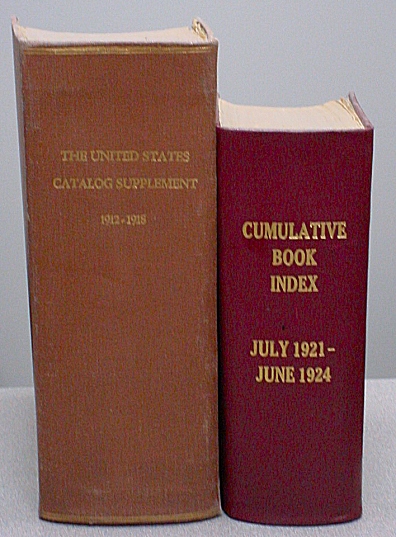 THE UNITED STATES
CATALOG SUPPLEMENT
1912-1918
CUMULATIVE
BOOK
INDEX
JULY 1921-
JUNE 1924